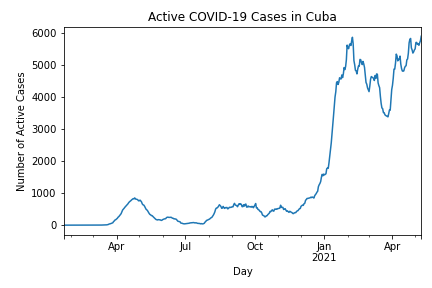 Active COVID-19 Cases in Cuba
6000
5000
4000
3000
2000
1000
0
Number of Active Cases
Apr Jul Oct Jan Apr
2021
Day